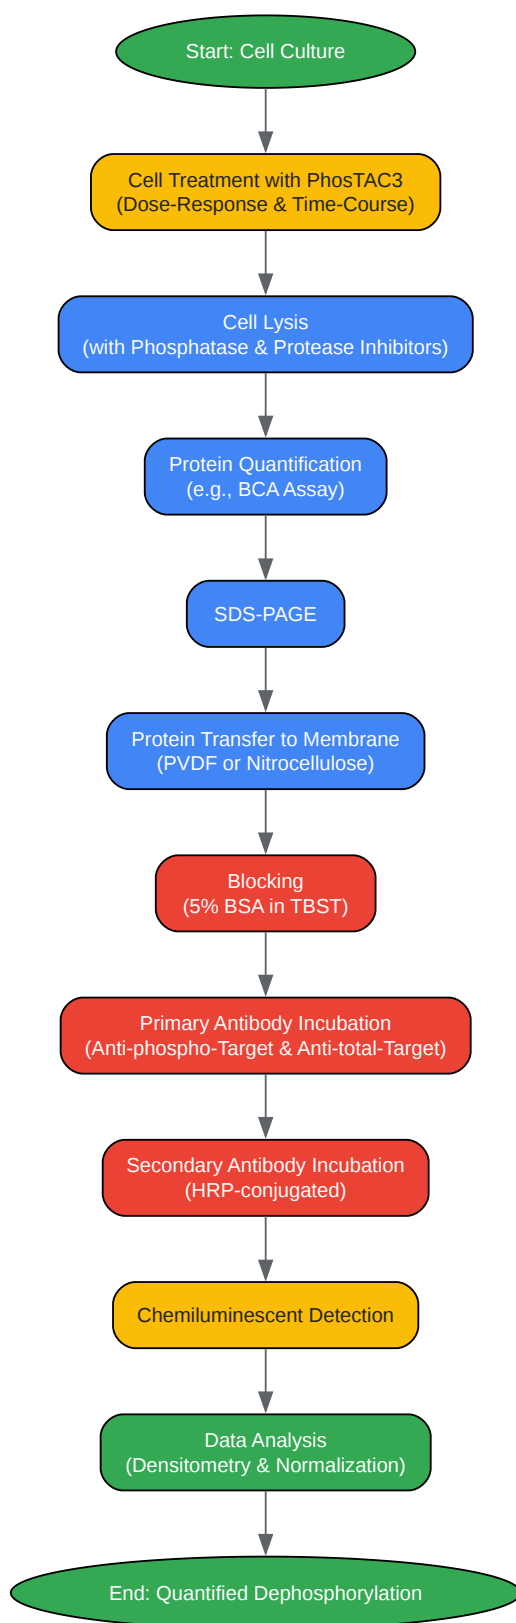 Start: Cell Culture
Cell Treatment with PhosTAC3
(Dose-Response & Time-Course)
Cell Lysis
(with Phosphatase & Protease Inhibitors)
Protein Quantification
(e.g., BCA Assay)
SDS-PAGE
Protein Transfer to Membrane
(PVDF or Nitrocellulose)
Blocking
(5% BSA in TBST)
Primary Antibody Incubation
(Anti-phospho-Target & Anti-total-Target)
Secondary Antibody Incubation
(HRP-conjugated)
Chemiluminescent Detection
Data Analysis
(Densitometry & Normalization)
End: Quantified Dephosphorylation